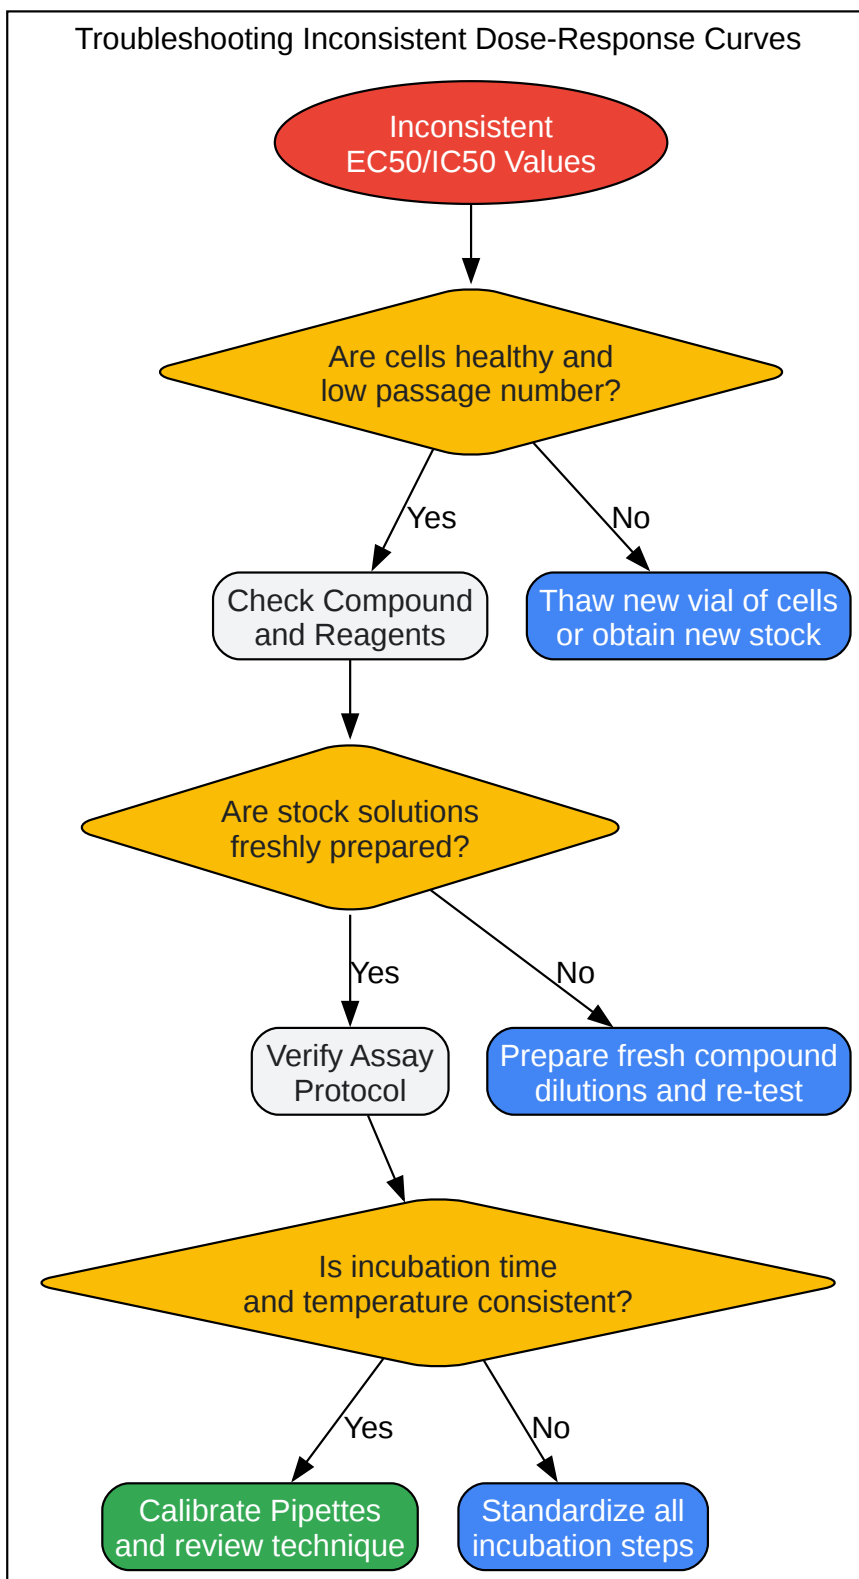 Troubleshooting Inconsistent Dose-Response Curves
Inconsistent
EC50/IC50 Values
Are cells healthy and
low passage number?
Yes
No
Check Compound
and Reagents
Thaw new vial of cells
or obtain new stock
Are stock solutions
freshly prepared?
Yes
No
Verify Assay
Protocol
Prepare fresh compound
dilutions and re-test
Is incubation time
and temperature consistent?
Yes
No
Calibrate Pipettes
and review technique
Standardize all
incubation steps